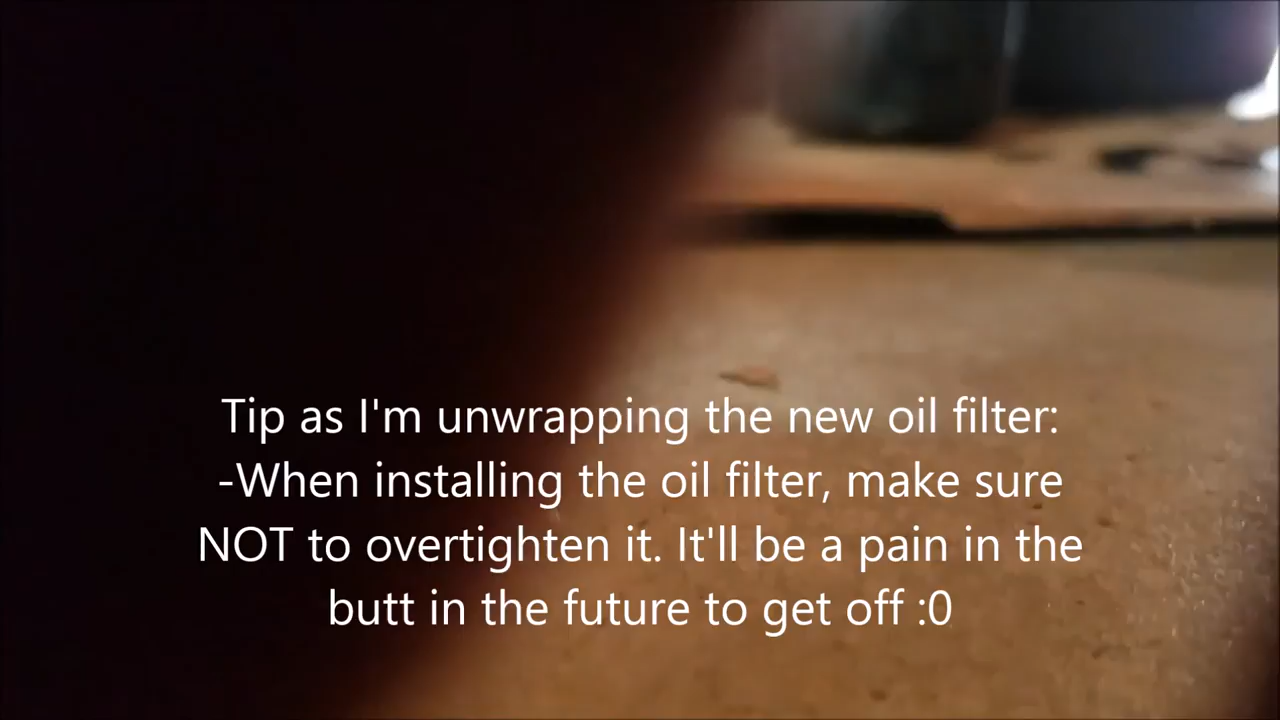 Tip as I'm unwrapping the new oil filter:
-When installing the oil filter, make sure
NOT to overtighten it. It'll be a pain in the
butt in the future to get off :0